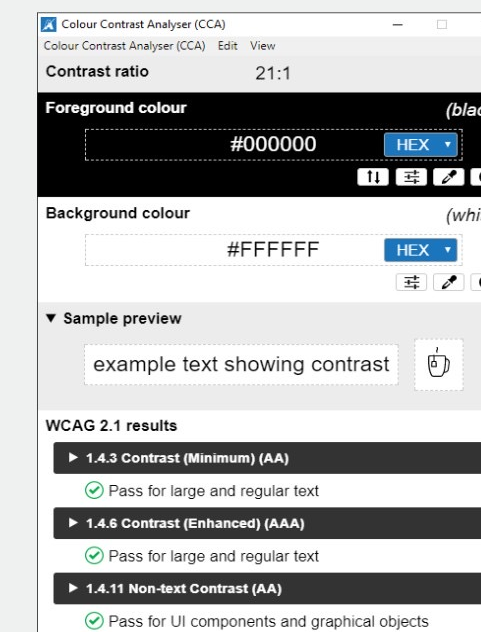 Colour Contrast Analyser (CCA)
Colour Contrast Analyser (CCA) Edit View
Contrast ratio 21:1
Foreground colour
#000000 HEX
Background colour
#FFFFFF HEX
Sample preview
example text showing contrast
WCAG 2.1 results
1.4.3 Contrast (Minimum) (AA)
Pass for large and regular text
1.4.6 Contrast (Enhanced) (AAA)
Pass for large and regular text
1.4.11 Non-text Contrast (AA)
Pass for UI components and graphical objects